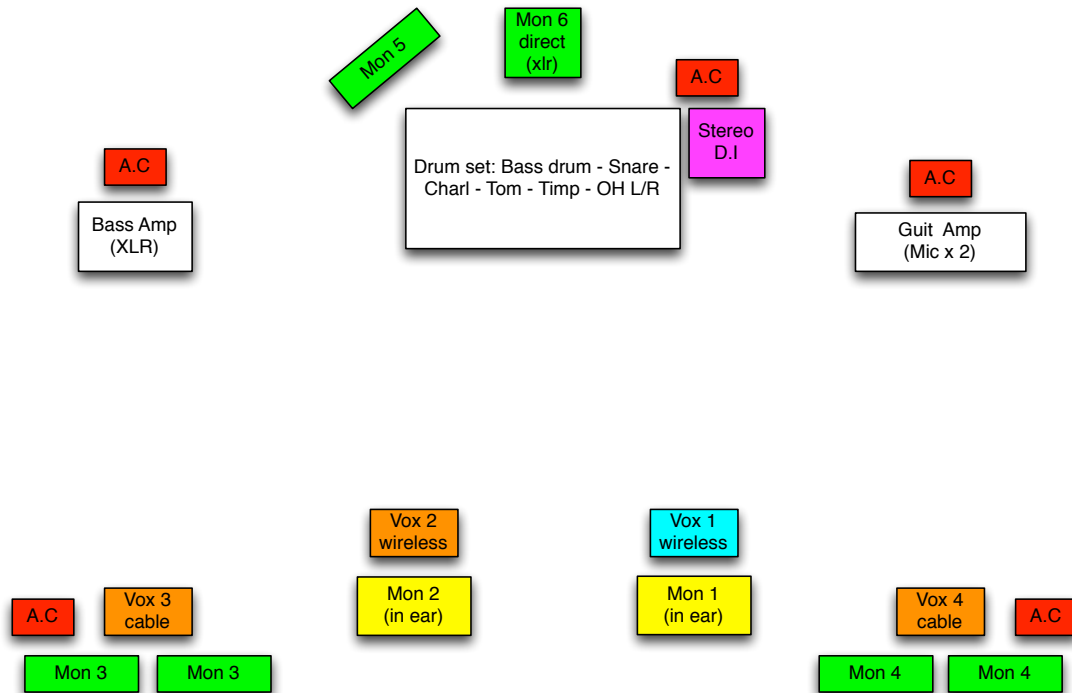 Mon 5
Mon 6
direct
(xlr)
A.C
Stereo
D.I
Drum set: Bass drum - Snare -
Charl - Tom - Timp - OH L/R
A.C
Bass Amp
(XLR)
A.C
Guit Amp
(Mic x 2)
Vox 2
wireless
Vox 1
wireless
Mon 2
(in ear)
Mon 1
(in ear)
A.C
Vox 3
cable
Vox 4
cable
A.C
Mon 3
Mon 3
Mon 4
Mon 4